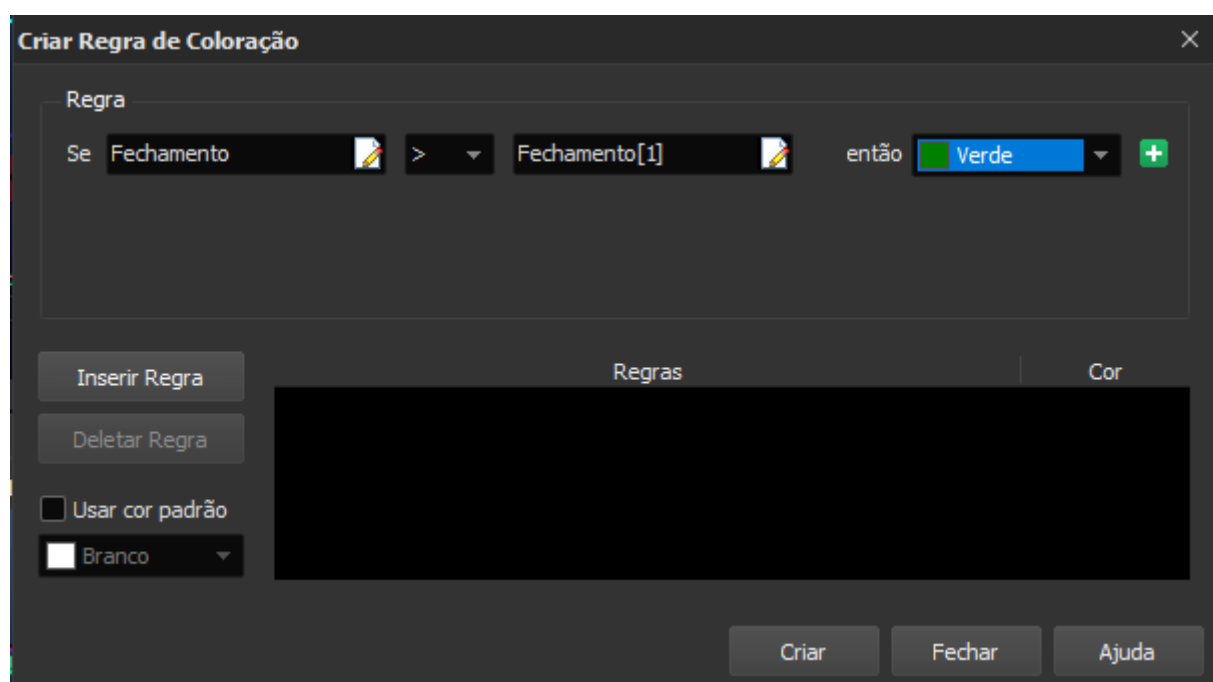 Criar Regra de Coloração
Regra
Se Fechamento > Fechamento[1] então Verde
Inserir Regra
Regras Cor
Deletar Regra
Usar cor padrão
Branco
Criar Fechar Ajuda